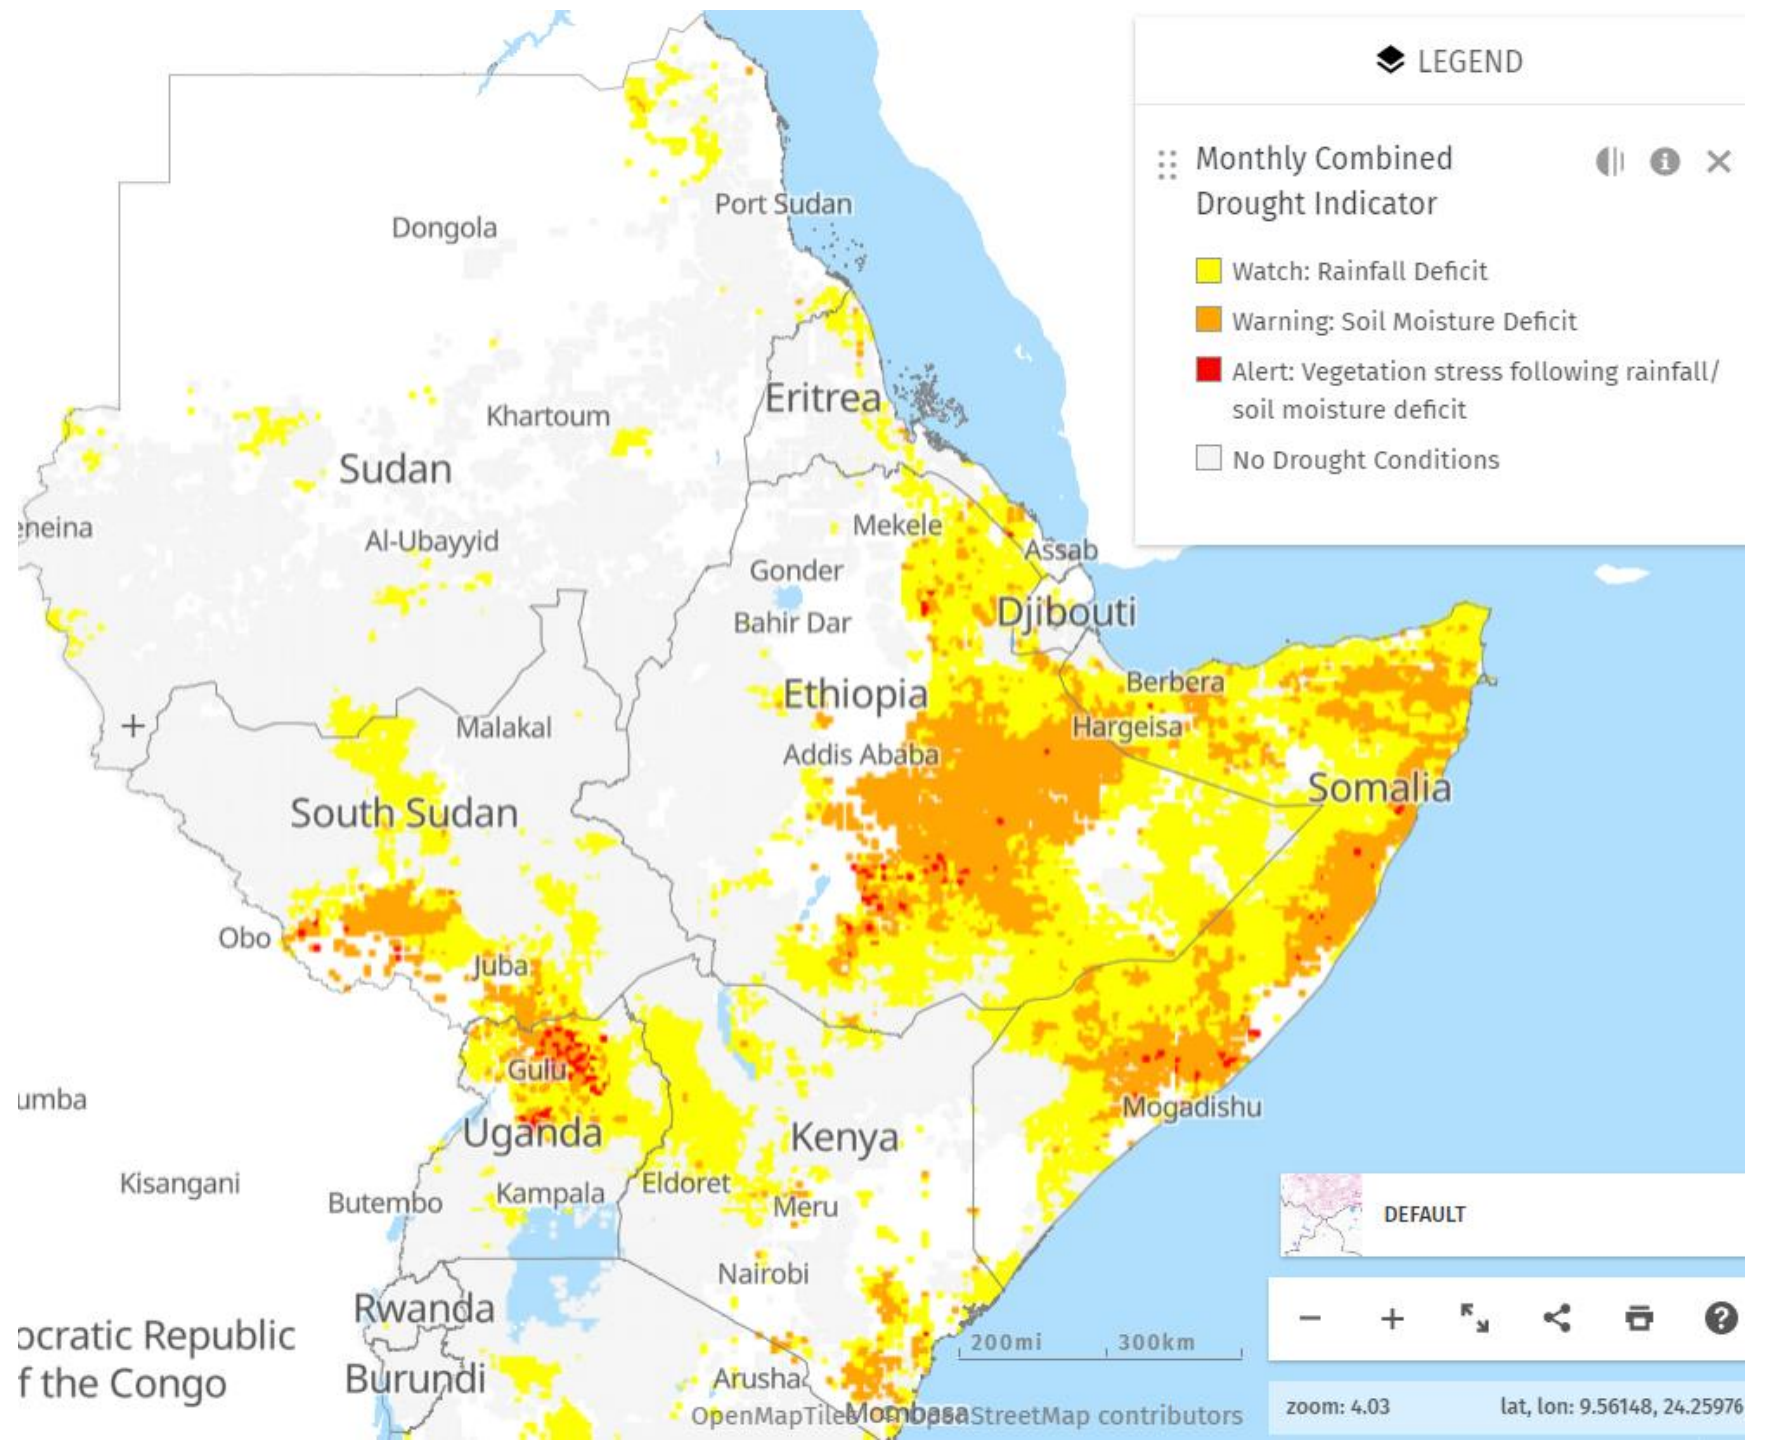 LEGEND
Monthly Combined
Drought Indicator
Watch: Rainfall Deficit
Warning: Soil Moisture Deficit
Alert: Vegetation stress following rainfall/
soil moisture deficit
No Drought Conditions
Port Sudan
Dongola
Eritrea
Khartoum
Sudan
eneina
Al-Ubayyid
Mekele
Assab
Gonder
Djibouti
Bahir Dar
Ethiopia
Berbera
Malakal
Hargeisa
Addis Ababa
Somalia
South Sudan
Obo
Juba
Gulu
umba
Mogadishu
Uganda
Kenya
Kisangani
Butembo
Kampala
Eldoret
Meru
Nairobi
Rwanda
ocratic Republic
f the Congo
Burundi
Arusha
Mombasa
200mi
300km
OpenMapTiles © OpenStreetMap contributors
DEFAULT
zoom: 4.03
lat, lon: 9.56148, 24.25976